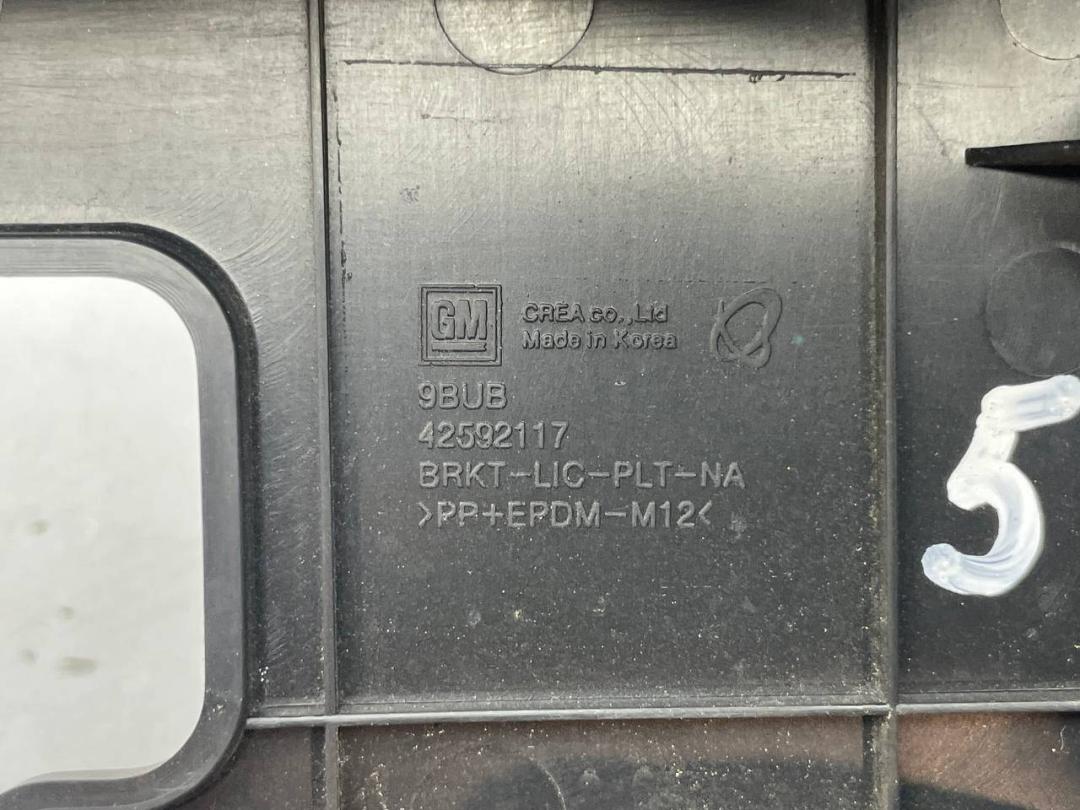 GM
CREA co.,Ltd
Made in Korea
9BUB
42592117
BRKT-LIC-PLT-NA
>PP+EPDM-M12<
5